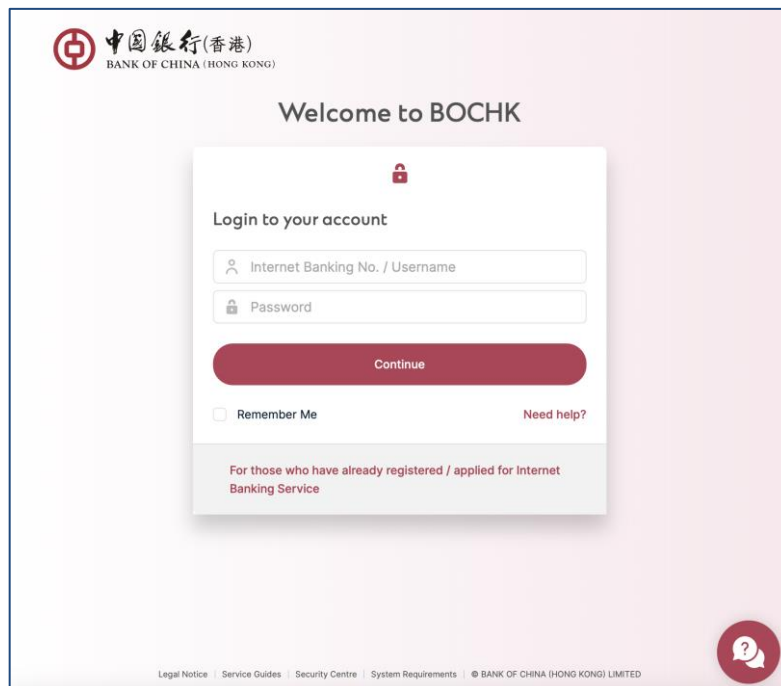 中國銀行(香港)
BANK OF CHINA (HONG KONG)
Welcome to BOCHK
Login to your account
Internet Banking No. / Username
Password
Continue
Remember Me
Need help?
For those who have already registered / applied for Internet
Banking Service
?
Legal Notice | Service Guides | Security Centre | System Requirements | © BANK OF CHINA (HONG KONG) LIMITED